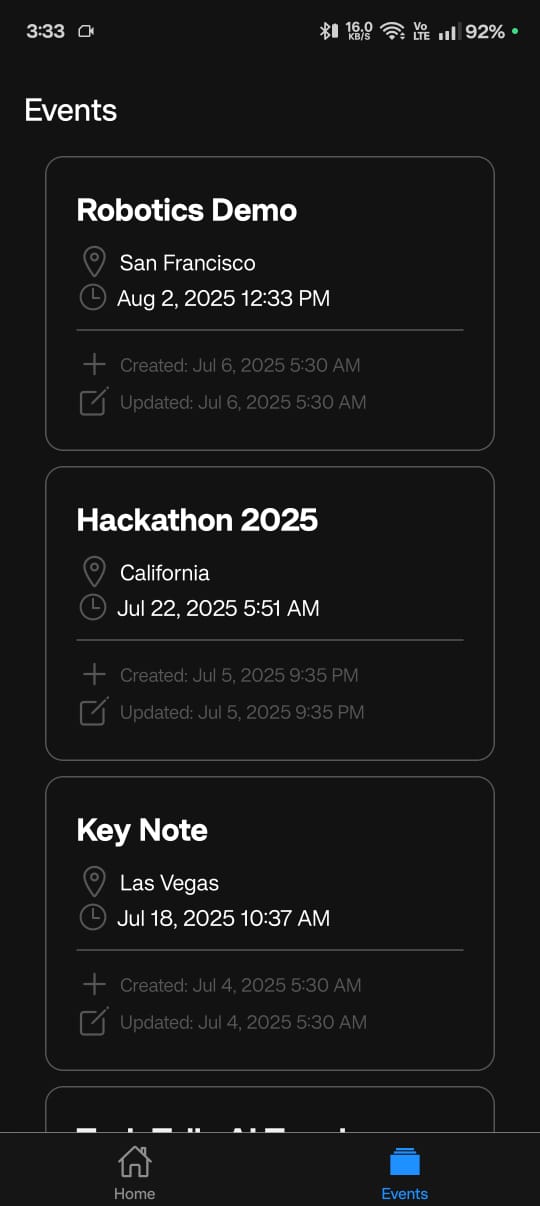 3:33 16.0 KB/S Vo LTE 92%
Events
Robotics Demo
San Francisco
Aug 2, 2025 12:33 PM
Created: Jul 6, 2025 5:30 AM
Updated: Jul 6, 2025 5:30 AM
Hackathon 2025
California
Jul 22, 2025 5:51 AM
Created: Jul 5, 2025 9:35 PM
Updated: Jul 5, 2025 9:35 PM
Key Note
Las Vegas
Jul 18, 2025 10:37 AM
Created: Jul 4, 2025 5:30 AM
Updated: Jul 4, 2025 5:30 AM
Home Events